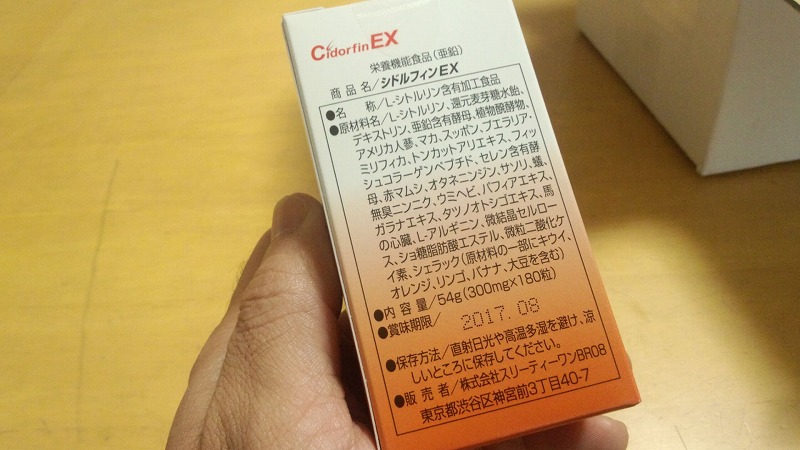 CidorfinEX
栄養機能食品(亜鉛)
商品名/シドルフィンEX
●名　称/L-シトルリン含有加工食品
●原材料名/L-シトルリン、還元麦芽糖水飴、
デキストリン、亜鉛含有酵母、植物醗酵物、
アメリカ人蔘、マカ、スッポン、プエラリア・
ミリフィカ、トンカットアリエキス、フィッ
シュコラーゲンペプチド、セレン含有酵
母、赤マムシ、オタネニンジン、サソリ、蟻、
無臭ニンニク、ウミヘビ、パフィアエキス、
ガラナエキス、タツノオトシゴエキス、馬
の心臓、L-アルギニン、微結晶セルロー
ス、ショ糖脂肪酸エステル、微粒二酸化ケ
イ素、シェラック(原材料の一部にキウイ、
オレンジ、リンゴ、バナナ、大豆を含む)
●内容量/54g(300mg×180粒)
●賞味期限/ 2017.08
●保存方法/直射日光や高温多湿を避け、涼
しいところに保存してください。
●販売者/株式会社スリーティーワンBR08
東京都渋谷区神宮前3丁目40-7